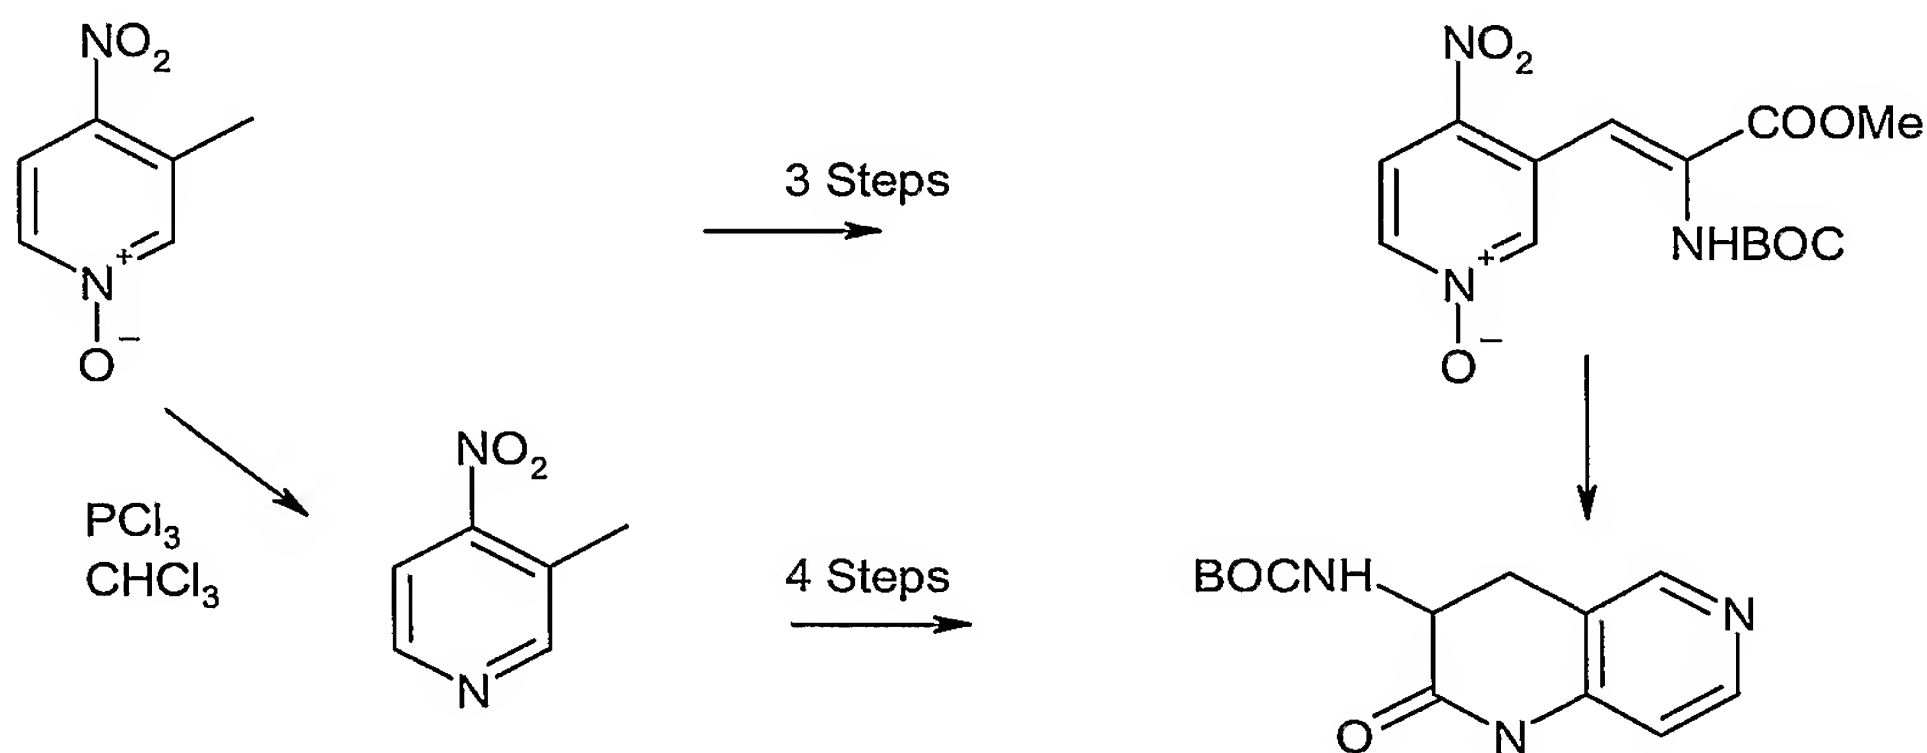 NO2
N+
O−
3 Steps
NO2
COOMe
NHBOC
N+
O−
PCl3
CHCl3
NO2
N
4 Steps
BOCNH
N
O
N